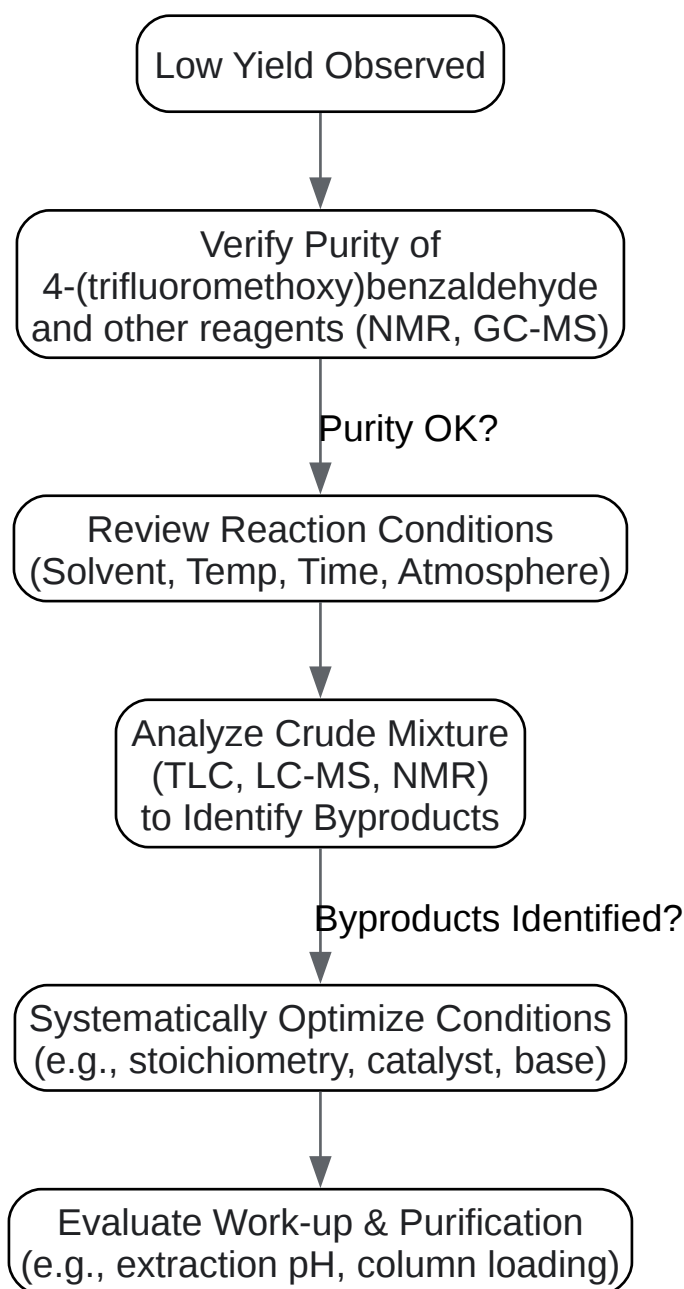 Low Yield Observed
Verify Purity of
4-(trifluoromethoxy)benzaldehyde
and other reagents (NMR, GC-MS)
Purity OK?
Review Reaction Conditions
(Solvent, Temp, Time, Atmosphere)
Analyze Crude Mixture
(TLC, LC-MS, NMR)
to Identify Byproducts
Byproducts Identified?
Systematically Optimize Conditions
(e.g., stoichiometry, catalyst, base)
Evaluate Work-up & Purification
(e.g., extraction pH, column loading)